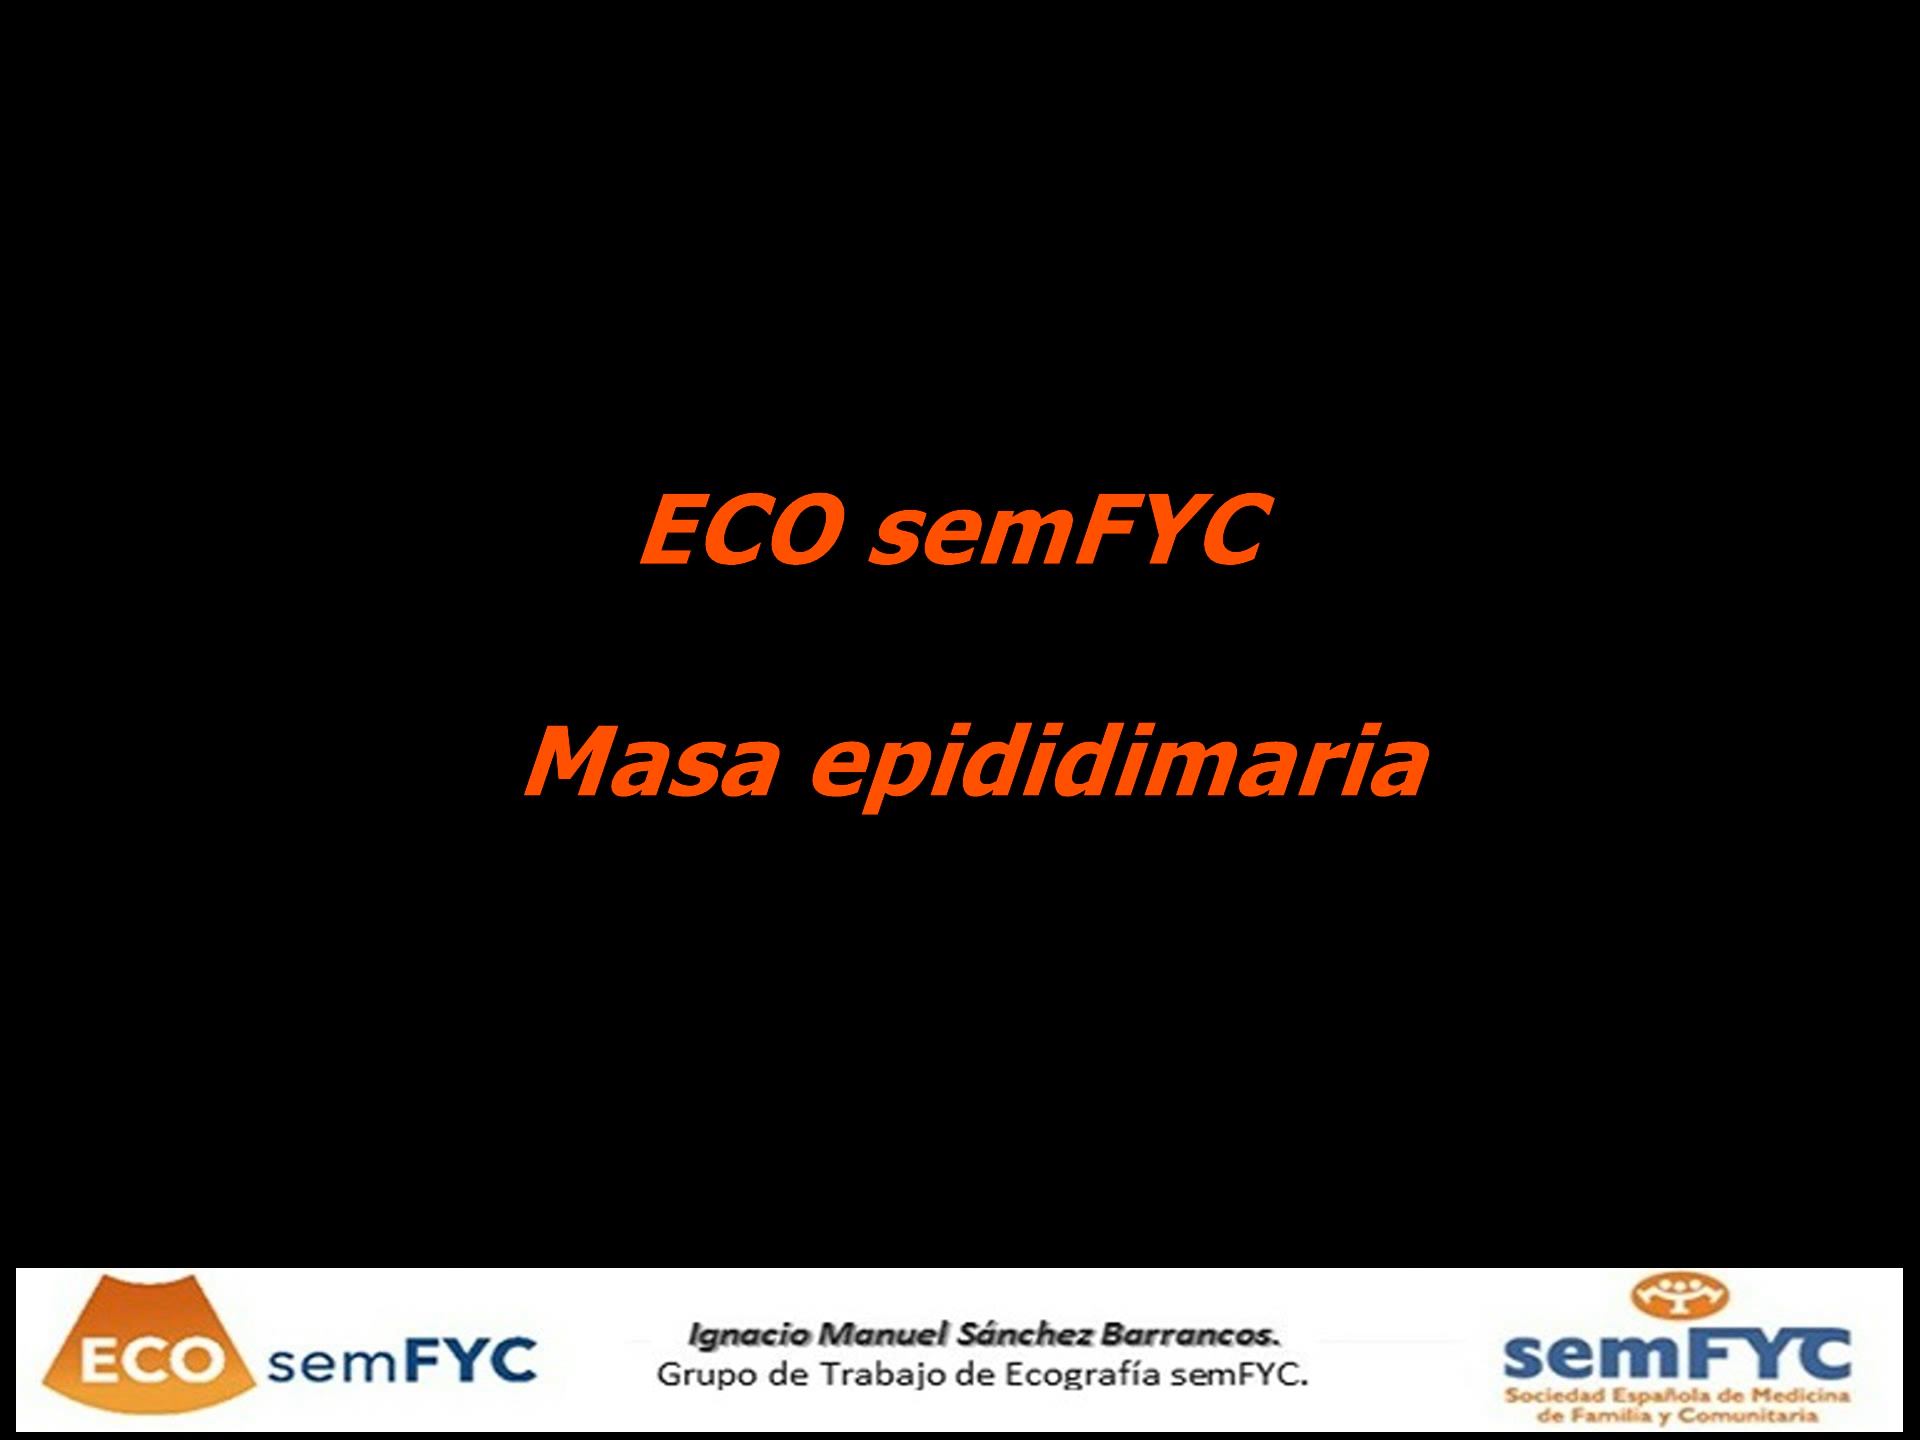 ECO semFYC
Masa epididimaria
ECO semFYC
Ignacio Manuel Sánchez Barrancos.
Grupo de Trabajo de Ecografía semFYC.
semFYC
Sociedad Española de Medicina
de Familia y Comunitaria